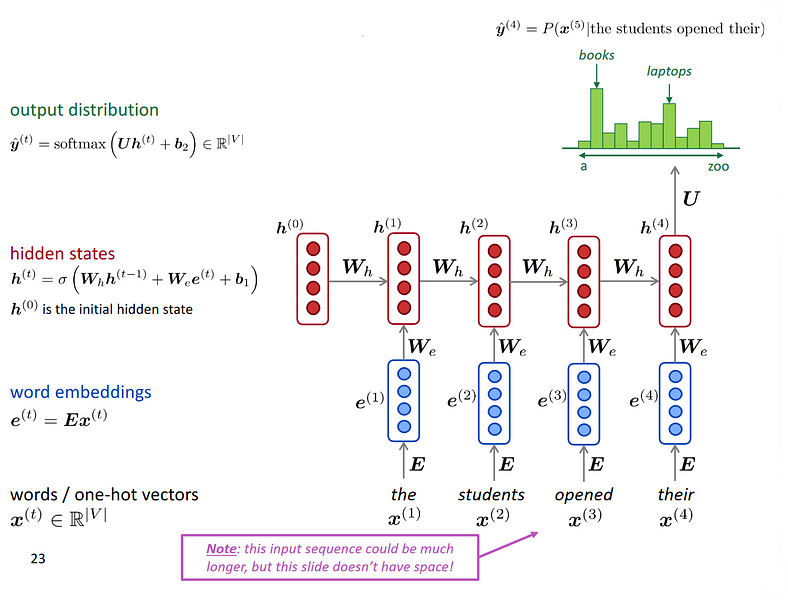 ŷ⁽⁴⁾ = P(x⁽⁵⁾|the students opened their)
books
laptops
a
zoo
output distribution
ŷ⁽ᵗ⁾ = softmax(Uh⁽ᵗ⁾ + b₂) ∈ ℝ|V|
U
h⁽⁰⁾ h⁽¹⁾ h⁽²⁾ h⁽³⁾ h⁽⁴⁾
hidden states
h⁽ᵗ⁾ = σ(W_h h⁽ᵗ⁻¹⁾ + W_e e⁽ᵗ⁾ + b₁)
h⁽⁰⁾ is the initial hidden state
W_h W_h W_h W_h
W_e W_e W_e W_e
word embeddings
e⁽ᵗ⁾ = Ex⁽ᵗ⁾
e⁽¹⁾ e⁽²⁾ e⁽³⁾ e⁽⁴⁾
E E E E
words / one-hot vectors
x⁽ᵗ⁾ ∈ ℝ|V|
the students opened their
x⁽¹⁾ x⁽²⁾ x⁽³⁾ x⁽⁴⁾
Note: this input sequence could be much
longer, but this slide doesn't have space!
23